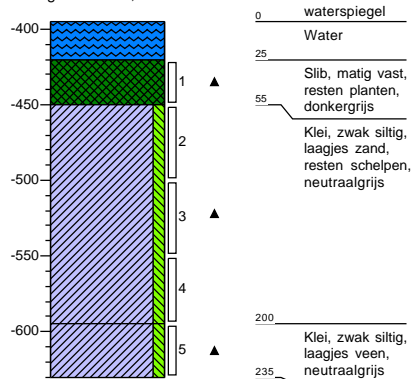 waterspiegel
0
-400
Water
25
Slib, matig vast,
resten planten,
donkergrijs
1
-450
55
Klei, zwak siltig,
laagjes zand,
resten schelpen,
neutraalgrijs
2
-500
3
-550
4
200
-600
Klei, zwak siltig,
laagjes veen,
neutraalgrijs
5
235